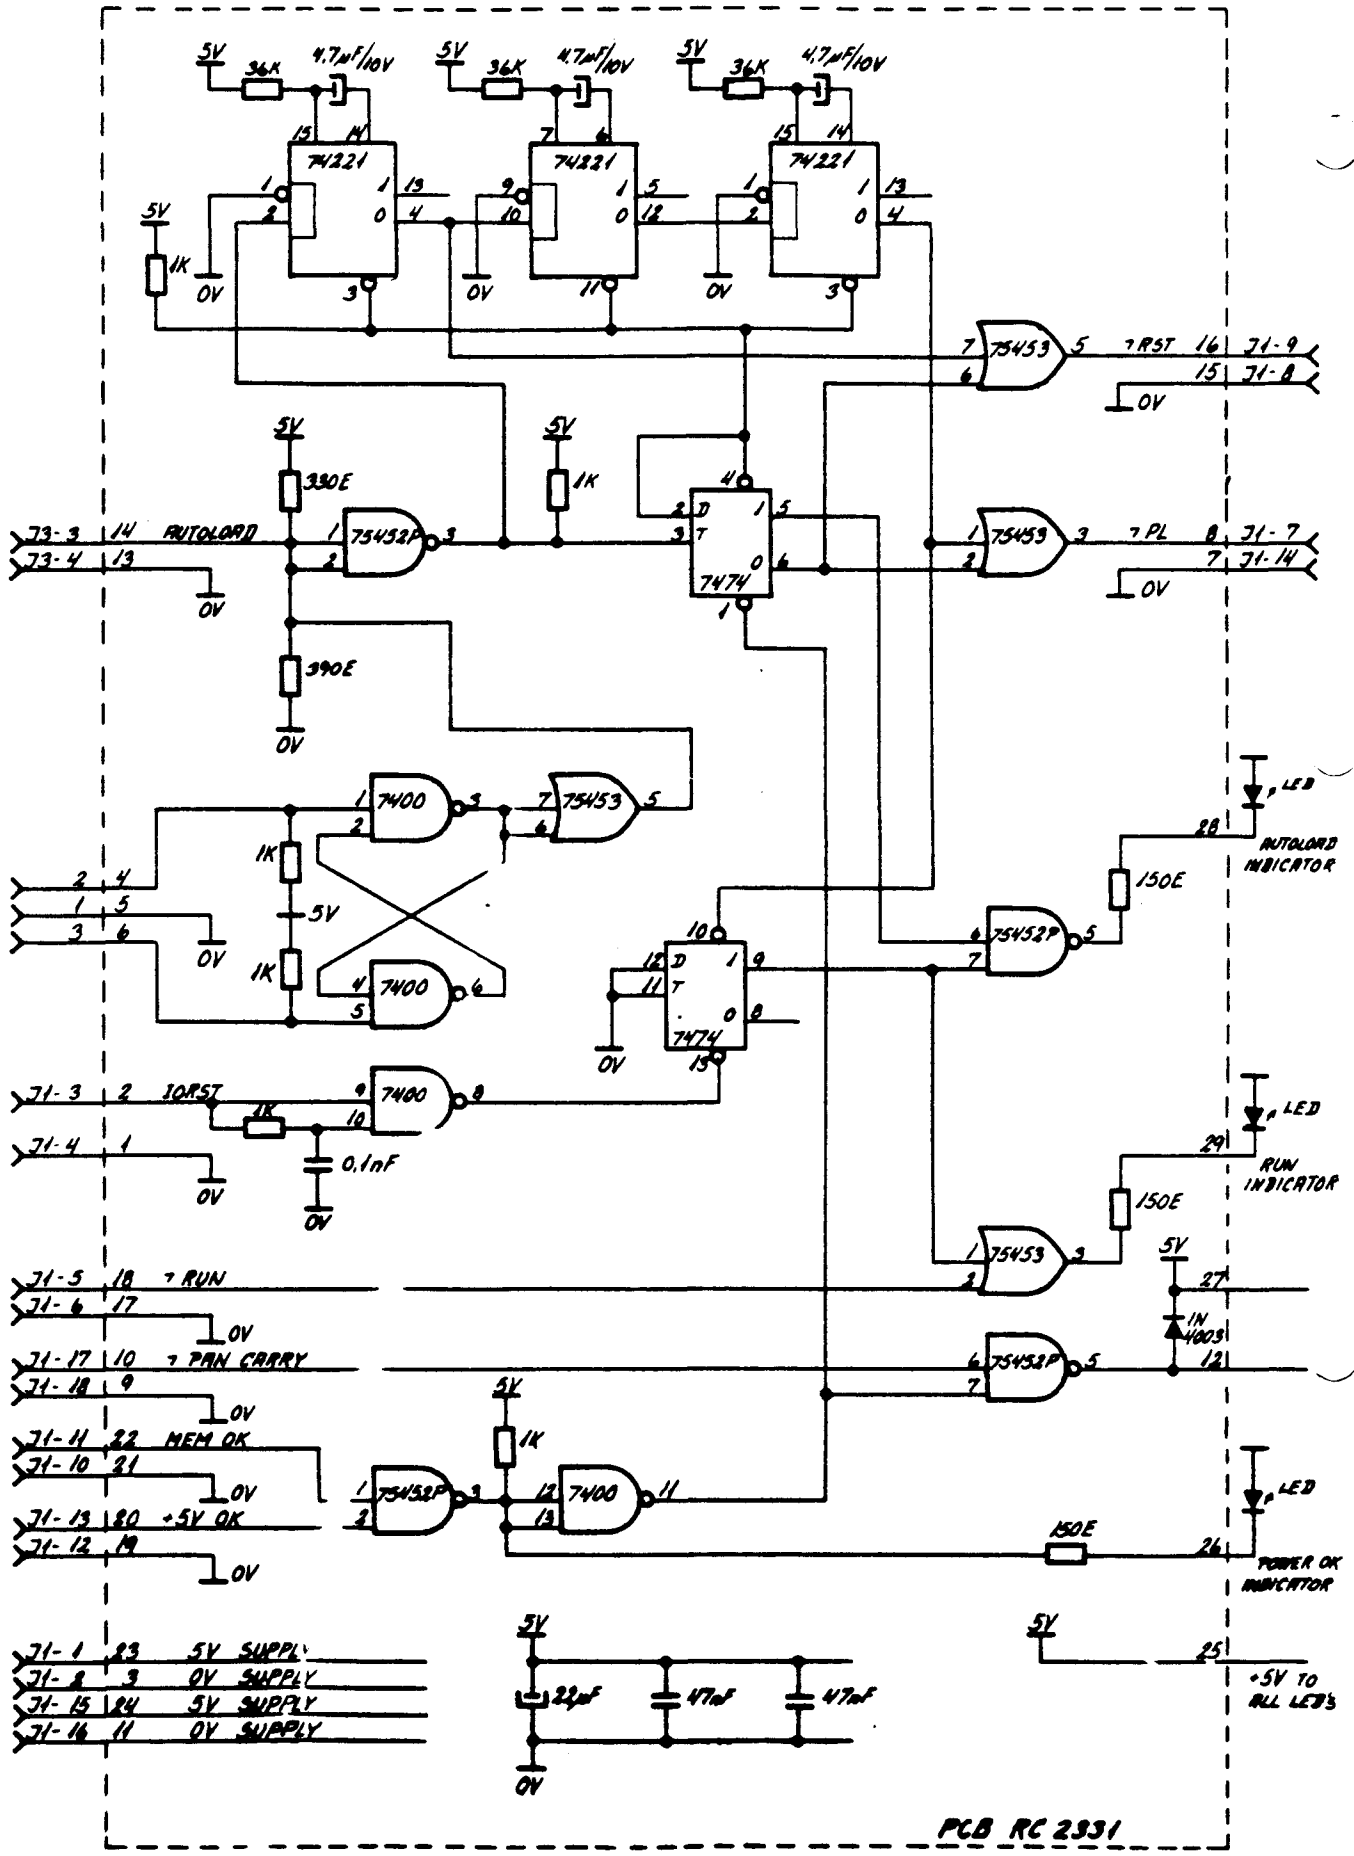 5V 36K 4,7µF/10V 5V 36K 4,7µF/10V 5V 36K 4,7µF/10V
15 14 7 6 15 14
74221 74221 74221
1 1 13 9 1 5 1 1 13
2 0 4 10 0 12 2 0 4
5V 1K 0V 3 0V 11 0V 3
7 75453 5 ¬RST 16 J1-9
6 15 J1-8
0V
5V 5V
330E 1K 4
J3-3 14 AUTOLOAD 1 75452P 3 2 D 1 5 1 75453 3 ¬PL 8 J1-7
J3-4 13 2 3 T 0 6 2 7 J1-14
0V 7474 0V
1
390E
0V
1 7400 3 7 75453 5
2 6
LED
28
AUTOLOAD
INDICATOR
1K 150E
2 4
1 5 5V
3 6 0V
10 6 75452P 5
1K 4 7400 6 12 D 1 9 7
5 11 T 0 8
7474
0V 13
J1-3 2 IORST 9 7400 8
1K 10
LED
J1-4 1 0,1nF 29
0V 0V
RUN
INDICATOR
150E
1 75453 3 5V
J1-5 18 ¬RUN 2 27
J1-6 17 0V 1N
4003
J1-17 10 ¬PAN CARRY 6 75452P 5 12
J1-18 9 7
0V 5V
J1-11 22 MEM OK 1K
J1-10 21 0V
1 75452P 3 12 7400 11 LED
J1-13 20 +5V OK 2 13
J1-12 19 0V 150E 26
POWER OK
INDICATOR
5V 5V
J1-1 23 5V SUPPLY 25
J1-2 3 0V SUPPLY +5V TO
J1-15 24 5V SUPPLY 22µF 47nF 47nF ALL LED'S
J1-16 11 0V SUPPLY
0V
PCB RC 2331